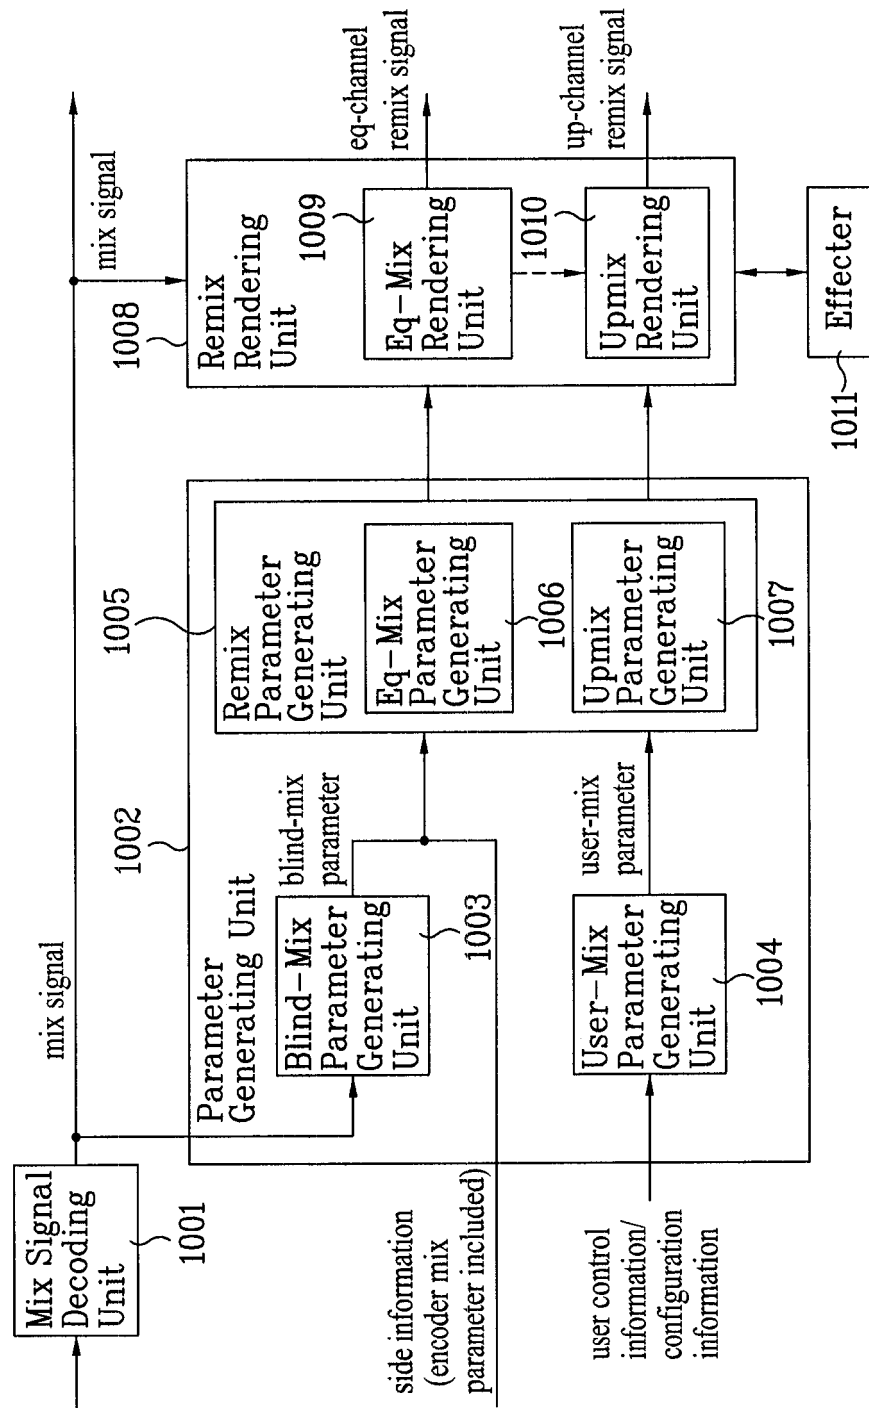 Mix Signal
Decoding
Unit
1001
mix signal
mix signal
Parameter
Generating Unit
1002
Blind-Mix
Parameter
Generating
Unit
1003
blind-mix
parameter
side information
(encoder mix
parameter included)
user control
information/
configuration
information
User-Mix
Parameter
Generating
Unit
1004
user-mix
parameter
1005
Remix
Parameter
Generating
Unit
Eq-Mix
Parameter
Generating
Unit
1006
Upmix
Parameter
Generating
Unit
1007
1008
Remix
Rendering
Unit
Eq-Mix
Rendering
Unit
1009
eq-channel
remix signal
Upmix
Rendering
Unit
1010
up-channel
remix signal
Effecter
1011